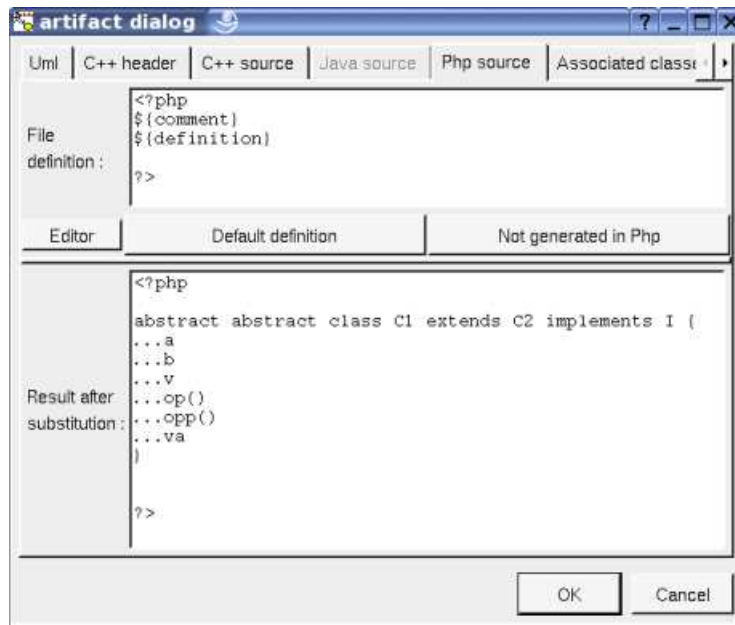 artifact dialog
Uml C++ header C++ source Java source Php source Associated classe
File
definition :
<?php
${comment}
${definition}
?>
Editor Default definition Not generated in Php
Result after
substitution :
<?php
abstract abstract class C1 extends C2 implements I {
...a
...b
...v
...op()
...opp()
...va
}
?>
OK Cancel